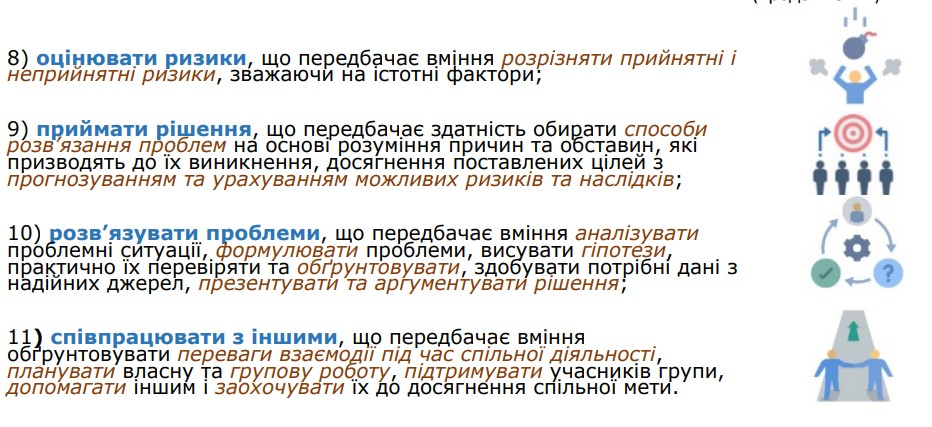 8) оцінювати ризики, що передбачає вміння розрізняти прийнятні і
неприйнятні ризики, зважаючи на істотні фактори;
9) приймати рішення, що передбачає здатність обирати способи
розв’язання проблем на основі розуміння причин та обставин, які
призводять до їх виникнення, досягнення поставлених цілей з
прогнозуванням та урахуванням можливих ризиків та наслідків;
10) розв’язувати проблеми, що передбачає вміння аналізувати
проблемні ситуації, формулювати проблеми, висувати гіпотези,
практично їх перевіряти та обґрунтовувати, здобувати потрібні дані з
надійних джерел, презентувати та аргументувати рішення;
11) співпрацювати з іншими, що передбачає вміння
обґрунтовувати переваги взаємодії під час спільної діяльності,
планувати власну та групову роботу, підтримувати учасників групи,
допомагати іншим і заохочувати їх до досягнення спільної мети.